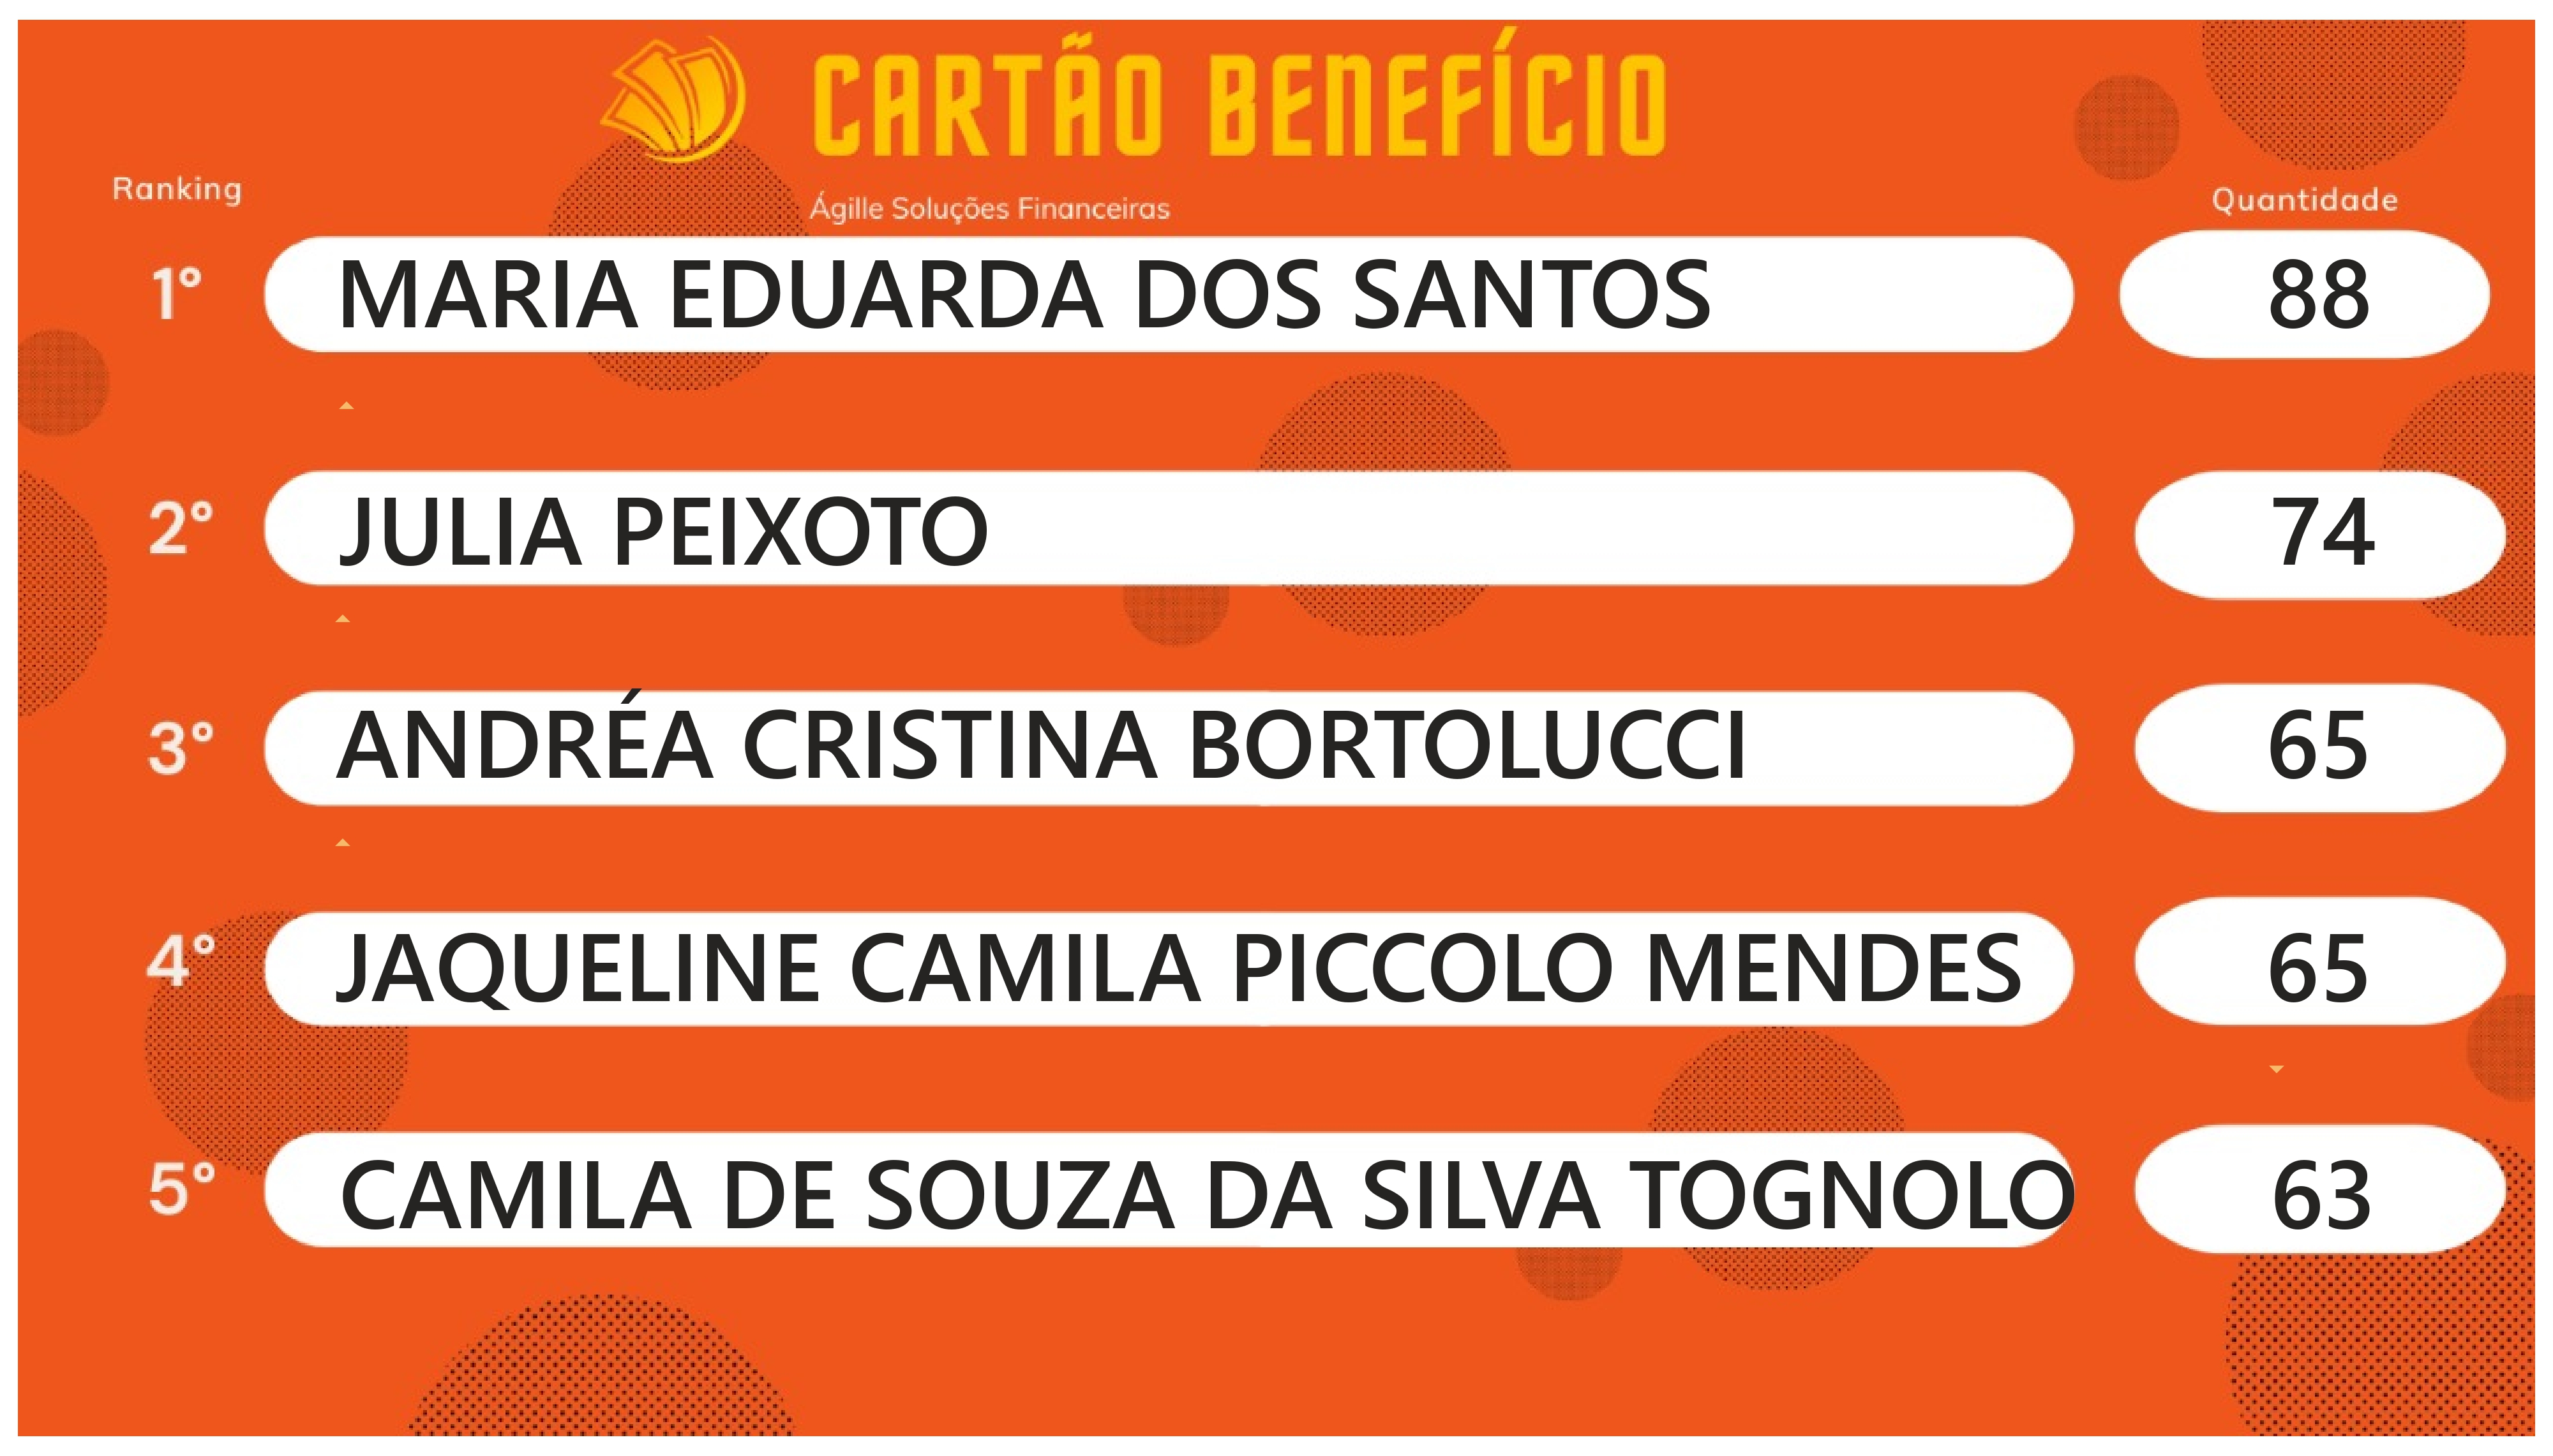 CARTÃO BENEFÍCIO
Ranking
Ágille Soluções Financeiras
Quantidade
1° MARIA EDUARDA DOS SANTOS 88
2° JULIA PEIXOTO 74
3° ANDRÉA CRISTINA BORTOLUCCI 65
4° JAQUELINE CAMILA PICCOLO MENDES 65
5° CAMILA DE SOUZA DA SILVA TOGNOLO 63